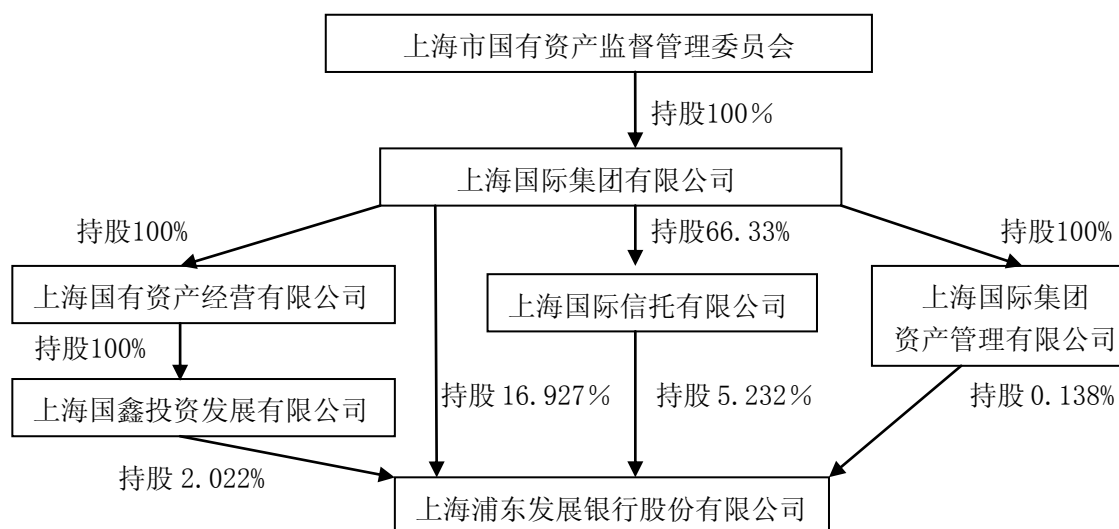 上海市国有资产监督管理委员会
持股100%
上海国际集团有限公司
持股100%
持股66.33%
持股100%
上海国有资产经营有限公司
上海国际信托有限公司
上海国际集团
资产管理有限公司
持股100%
上海国鑫投资发展有限公司
持股 16.927%
持股 5.232%
持股 0.138%
持股 2.022%
上海浦东发展银行股份有限公司